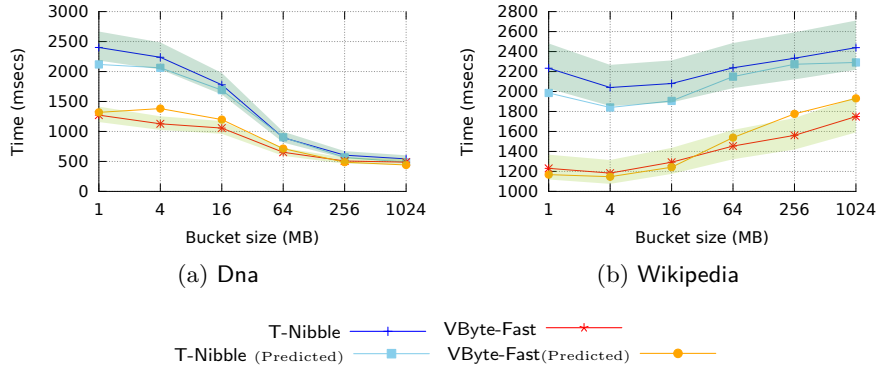 3000
2500
2000
1500
1000
500
0
Time (msecs)
1 4 16 64 256 1024
Bucket size (MB)
(a) Dna
2800
2600
2400
2200
2000
1800
1600
1400
1200
1000
Time (msecs)
1 4 16 64 256 1024
Bucket size (MB)
(b) Wikipedia
T-Nibble VByte-Fast
T-Nibble (Predicted) VByte-Fast(Predicted)